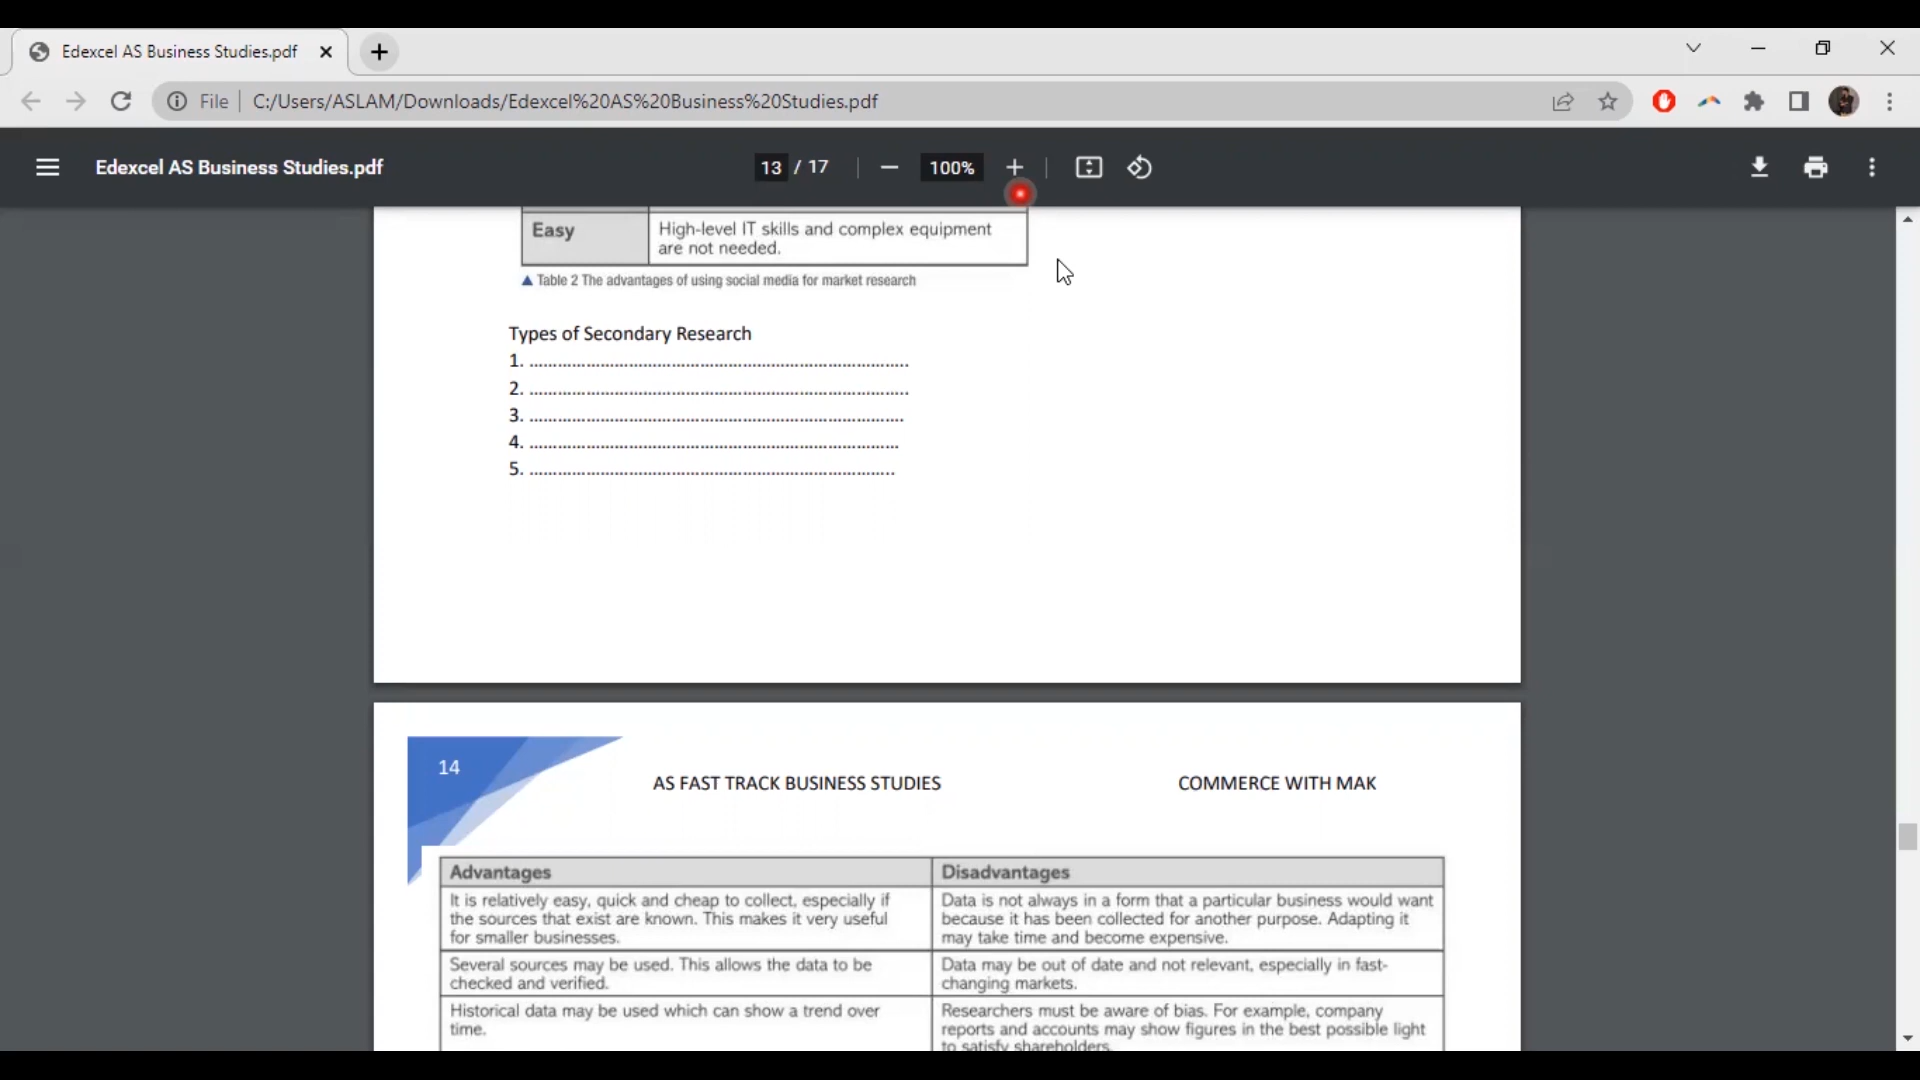 Edexcel AS Business Studies.pdf
File
C:/Users/ASLAM/Downloads/Edexcel%20AS%20Business%20Studies.pdf
Edexcel AS Business Studies.pdf
13 / 17
100%
Easy
High-level IT skills and complex equipment
are not needed.
▲ Table 2 The advantages of using social media for market research
Types of Secondary Research
1. ................................................................................
2. ................................................................................
3. ...............................................................................
4. ..............................................................................
5. .............................................................................
14
AS FAST TRACK BUSINESS STUDIES
COMMERCE WITH MAK
Advantages
Disadvantages
It is relatively easy, quick and cheap to collect, especially if
the sources that exist are known. This makes it very useful
for smaller businesses.
Data is not always in a form that a particular business would want
because it has been collected for another purpose. Adapting it
may take time and become expensive.
Several sources may be used. This allows the data to be
checked and verified.
Data may be out of date and not relevant, especially in fast-
changing markets.
Historical data may be used which can show a trend over
time.
Researchers must be aware of bias. For example, company
reports and accounts may show figures in the best possible light
to satisfy shareholders.